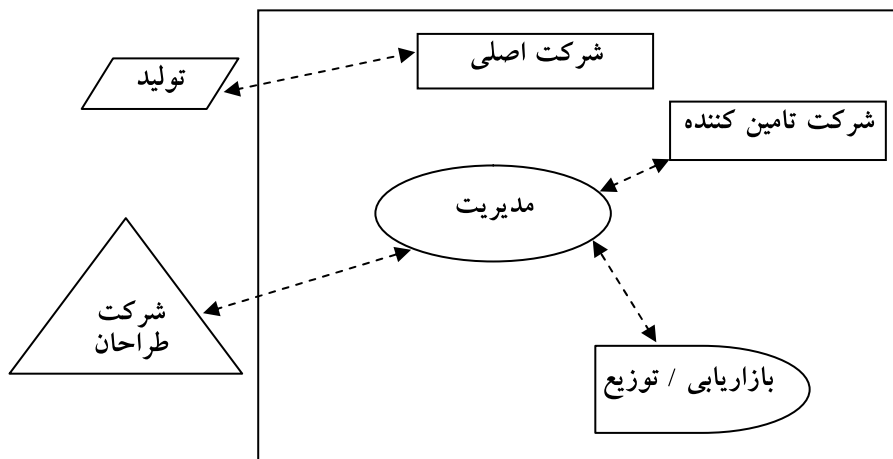 شرکت اصلی
تولید
شرکت تامین کننده
مدیریت
شرکت
طراحان
بازاریابی / توزیع